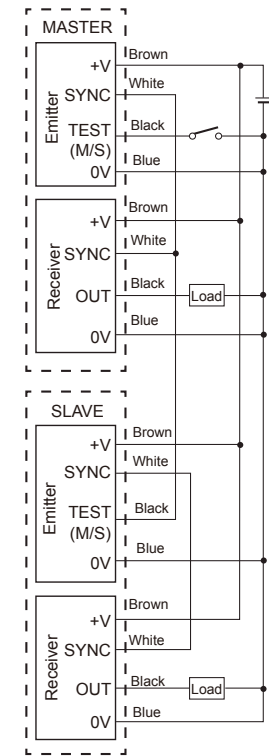 MASTER
Emitter
+V Brown
SYNC White
TEST Black
(M/S)
0V Blue
Receiver
+V Brown
SYNC White
OUT Black Load
0V Blue
SLAVE
Emitter
+V Brown
SYNC White
TEST Black
(M/S)
0V Blue
Receiver
+V Brown
SYNC White
OUT Black Load
0V Blue